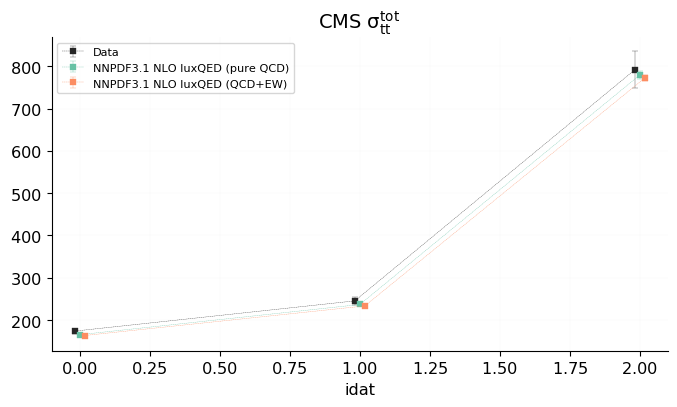 CMS σ_tt^tot
Data
NNPDF3.1 NLO luxQED (pure QCD)
NNPDF3.1 NLO luxQED (QCD+EW)
800
700
600
500
400
300
200
0.00 0.25 0.50 0.75 1.00 1.25 1.50 1.75 2.00
idat